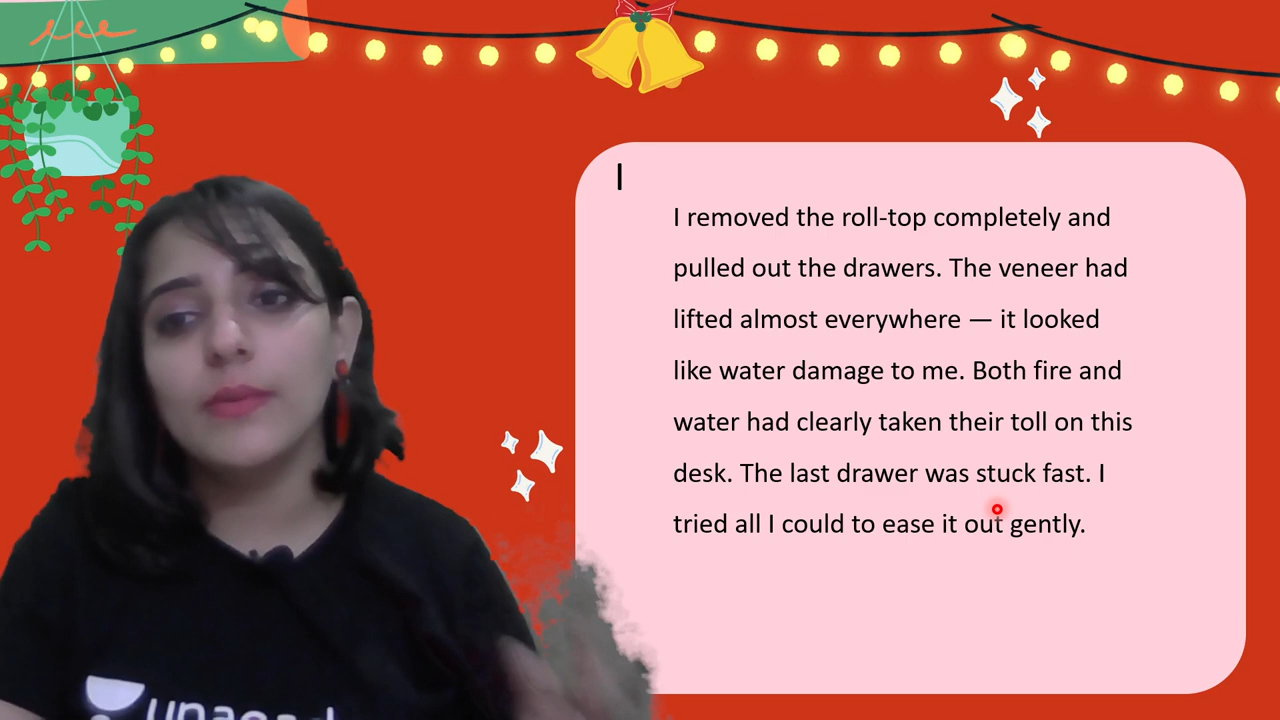 I
I removed the roll-top completely and
pulled out the drawers. The veneer had
lifted almost everywhere — it looked
like water damage to me. Both fire and
water had clearly taken their toll on this
desk. The last drawer was stuck fast. I
tried all I could to ease it out gently.